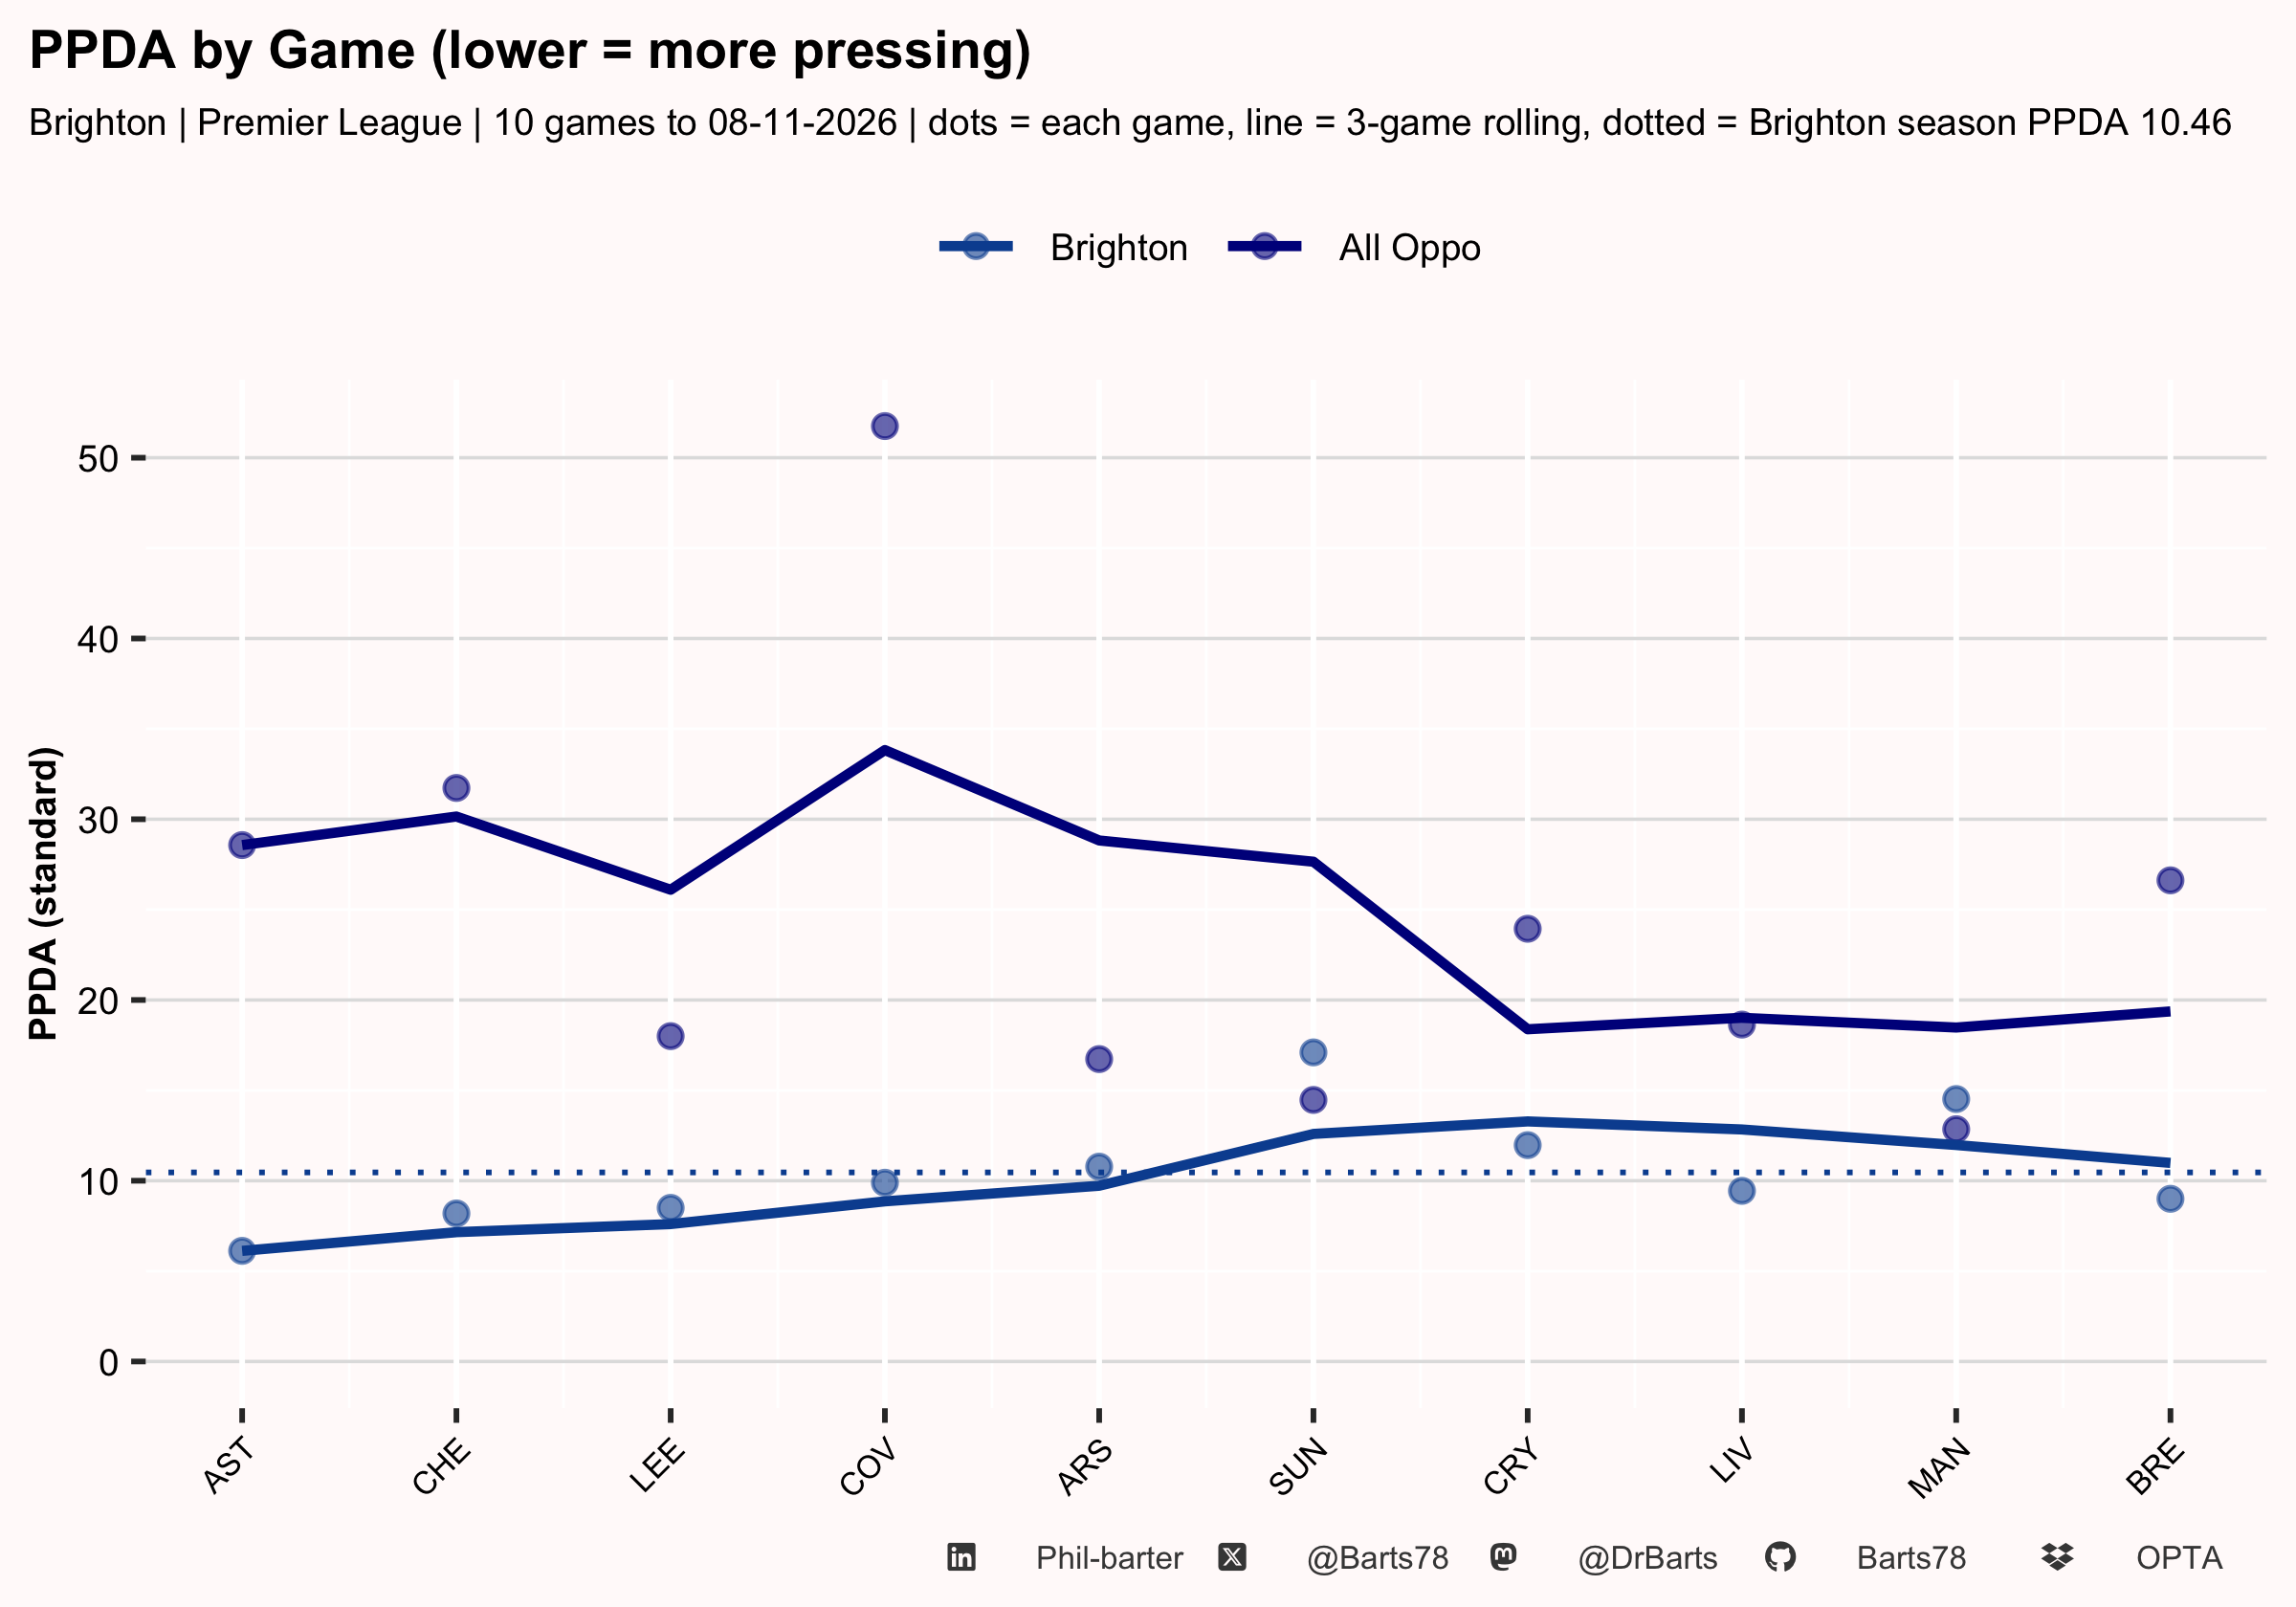 PPDA by Game (lower = more pressing)
Brighton | Premier League | 10 games to 08-11-2026 | dots = each game, line = 3-game rolling, dotted = Brighton season PPDA 10.46
Brighton All Oppo
PPDA (standard)
50
40
30
20
10
0
AST CHE LEE COV ARS SUN CRY LIV MAN BRE
Phil-barter @Barts78 @DrBarts Barts78 OPTA